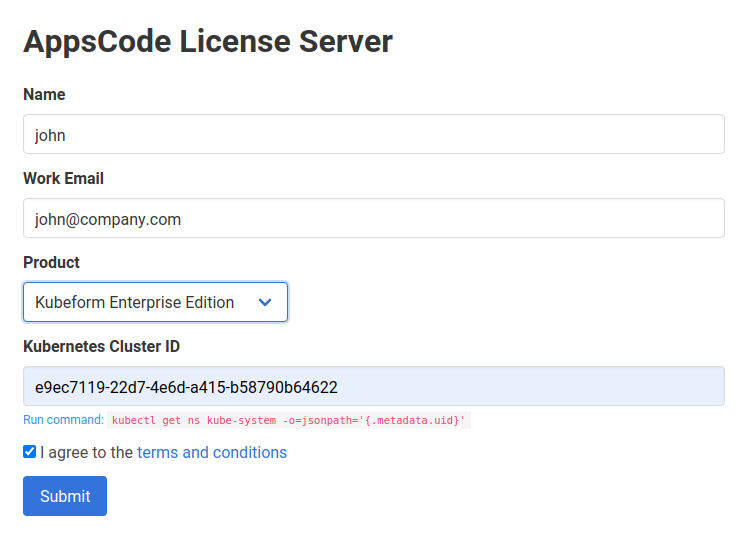 AppsCode License Server
Name
john
Work Email
john@company.com
Product
Kubeform Enterprise Edition
Kubernetes Cluster ID
e9ec7119-22d7-4e6d-a415-b58790b64622
Run command: kubectl get ns kube-system -o=jsonpath='{.metadata.uid}'
I agree to the terms and conditions
Submit